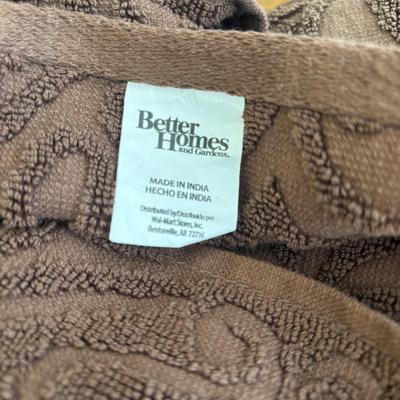 Better
Homes
and Gardens.
MADE IN INDIA
HECHO EN INDIA
Distributed by/Distribuido por
Wal-Mart Stores, Inc.
Bentonville, AR 72716